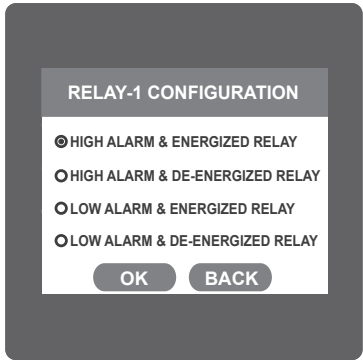 RELAY-1 CONFIGURATION
HIGH ALARM & ENERGIZED RELAY
HIGH ALARM & DE-ENERGIZED RELAY
LOW ALARM & ENERGIZED RELAY
LOW ALARM & DE-ENERGIZED RELAY
OK BACK